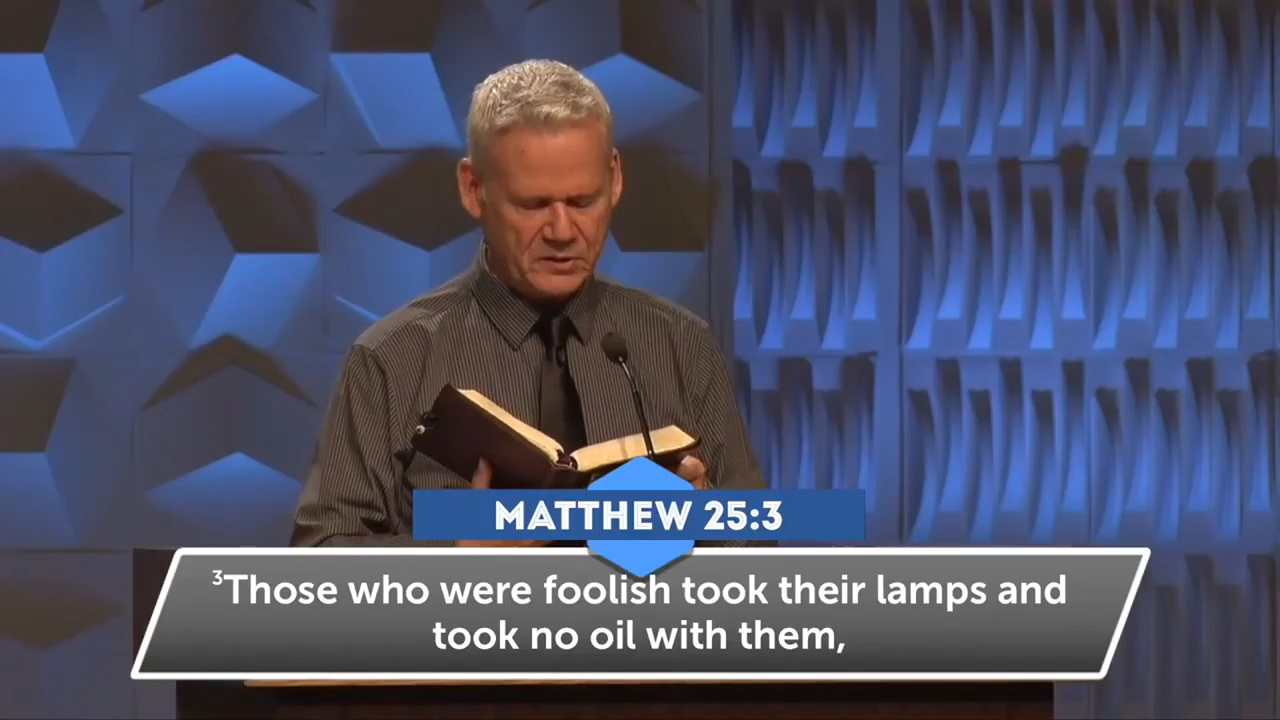 MATTHEW 25:3
³Those who were foolish took their lamps and
took no oil with them,